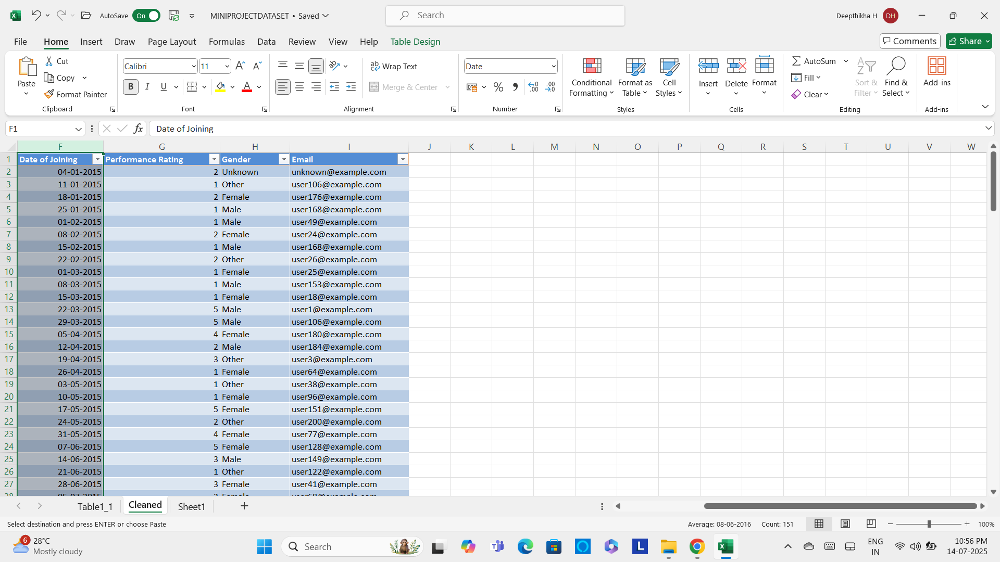 AutoSave On MINIPROJECTDATASET • Saved Search Deepthikha H DH
File Home Insert Draw Page Layout Formulas Data Review View Help Table Design Comments Share
Paste Cut Copy Format Painter Clipboard
Calibri 11 B I U A Font
Wrap Text Merge & Center Alignment
Date % Number
Conditional Formatting Format as Table Cell Styles Styles
Insert Delete Format Cells
AutoSum Fill Clear Sort & Filter Find & Select Editing
Add-ins Add-ins
F1 fx Date of Joining
F G H I J K L M N O P Q R S T U V W
1 Date of Joining Performance Rating Gender Email
2 04-01-2015 2 Unknown unknown@example.com
3 11-01-2015 1 Other user106@example.com
4 18-01-2015 2 Female user176@example.com
5 25-01-2015 1 Male user168@example.com
6 01-02-2015 1 Male user49@example.com
7 08-02-2015 2 Female user24@example.com
8 15-02-2015 1 Male user168@example.com
9 22-02-2015 2 Other user26@example.com
10 01-03-2015 1 Female user25@example.com
11 08-03-2015 1 Male user153@example.com
12 15-03-2015 1 Female user18@example.com
13 22-03-2015 5 Male user1@example.com
14 29-03-2015 5 Male user106@example.com
15 05-04-2015 4 Female user180@example.com
16 12-04-2015 2 Male user184@example.com
17 19-04-2015 3 Other user3@example.com
18 26-04-2015 1 Female user64@example.com
19 03-05-2015 1 Other user38@example.com
20 10-05-2015 1 Female user96@example.com
21 17-05-2015 5 Female user151@example.com
22 24-05-2015 2 Other user200@example.com
23 31-05-2015 4 Female user77@example.com
24 07-06-2015 5 Female user128@example.com
25 14-06-2015 3 Male user149@example.com
26 21-06-2015 1 Other user122@example.com
27 28-06-2015 3 Female user41@example.com
Table1_1 Cleaned Sheet1
Select destination and press ENTER or choose Paste Average: 08-06-2016 Count: 151 100%
6 28°C Search ENG 10:56 PM
Mostly cloudy IN 14-07-2025